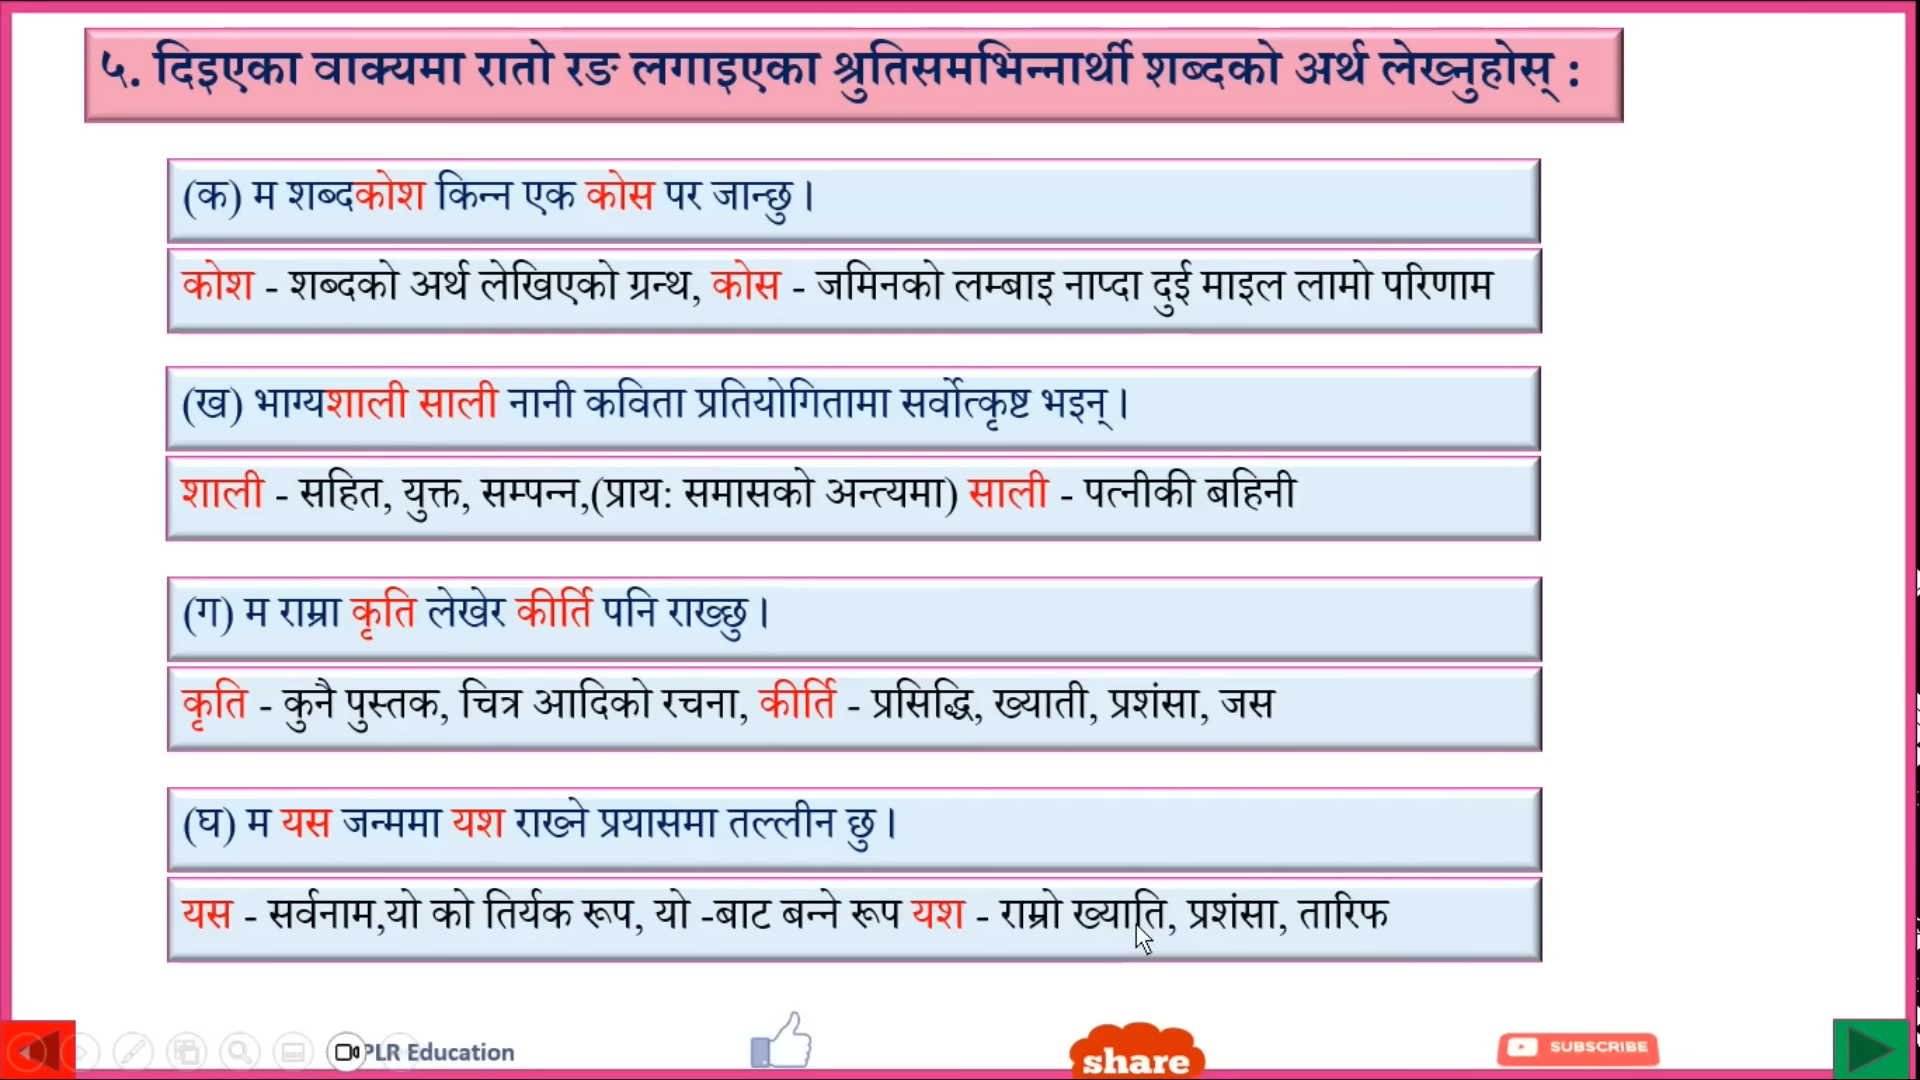 ५. दिइएका वाक्यमा रातो रङ लगाइएका श्रुतिसमभिन्नार्थी शब्दको अर्थ लेख्नुहोस् :
(क) म शब्दकोश किन्न एक कोस पर जान्छु ।
कोश - शब्दको अर्थ लेखिएको ग्रन्थ, कोस - जमिनको लम्बाइ नाप्दा दुई माइल लामो परिणाम
(ख) भाग्यशाली साली नानी कविता प्रतियोगितामा सर्वोत्कृष्ट भइन् ।
शाली - सहित, युक्त, सम्पन्न,(प्राय: समासको अन्त्यमा) साली - पत्नीकी बहिनी
(ग) म राम्रा कृति लेखेर कीर्ति पनि राख्छु ।
कृति - कुनै पुस्तक, चित्र आदिको रचना, कीर्ति - प्रसिद्धि, ख्याती, प्रशंसा, जस
(घ) म यस जन्ममा यश राख्ने प्रयासमा तल्लीन छु ।
यस - सर्वनाम,यो को तिर्यक रूप, यो -बाट बन्ने रूप यश - राम्रो ख्याति, प्रशंसा, तारिफ
PLR Education
share
SUBSCRIBE